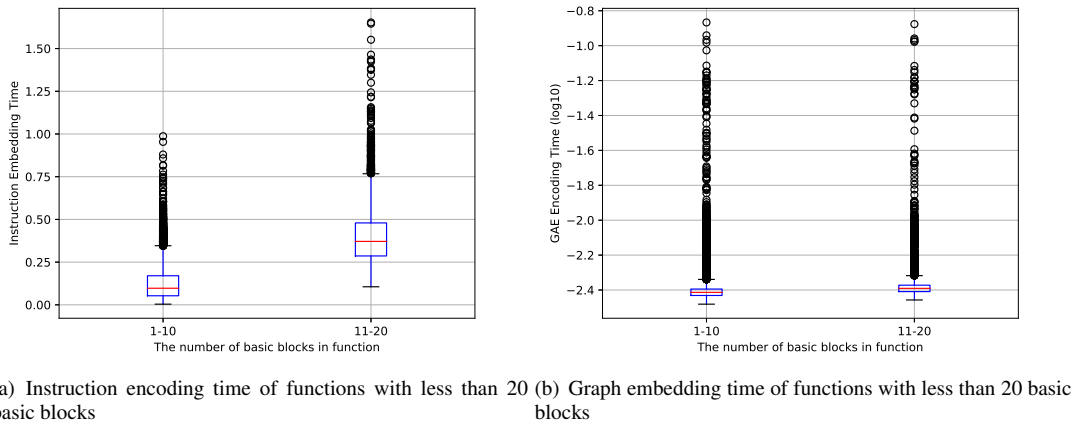 Instruction Embedding Time
1.50
1.25
1.00
0.75
0.50
0.25
0.00
1-10
11-20
The number of basic blocks in function
GAE Encoding Time (log10)
−0.8
−1.0
−1.2
−1.4
−1.6
−1.8
−2.0
−2.2
−2.4
1-10
11-20
The number of basic blocks in function
a) Instruction encoding time of functions with less than 20
basic blocks
(b) Graph embedding time of functions with less than 20 basic
blocks